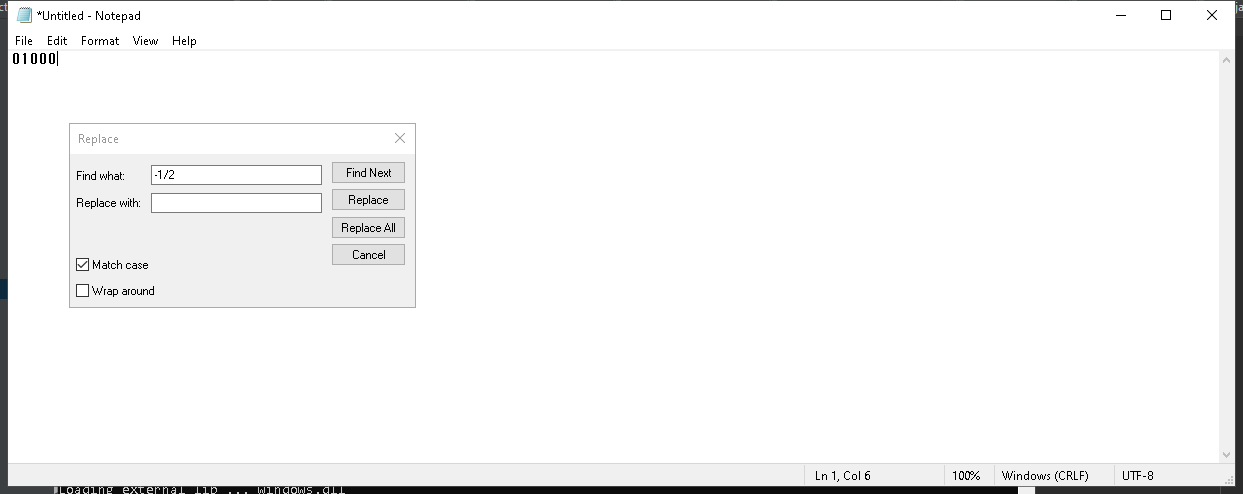 *Untitled - Notepad
File Edit Format View Help
01000
Replace
Find what: -1/2 Find Next
Replace with: Replace
Replace All
Cancel
Match case
Wrap around
Ln 1, Col 6 100% Windows (CRLF) UTF-8
Loading external lib ... windows.dll